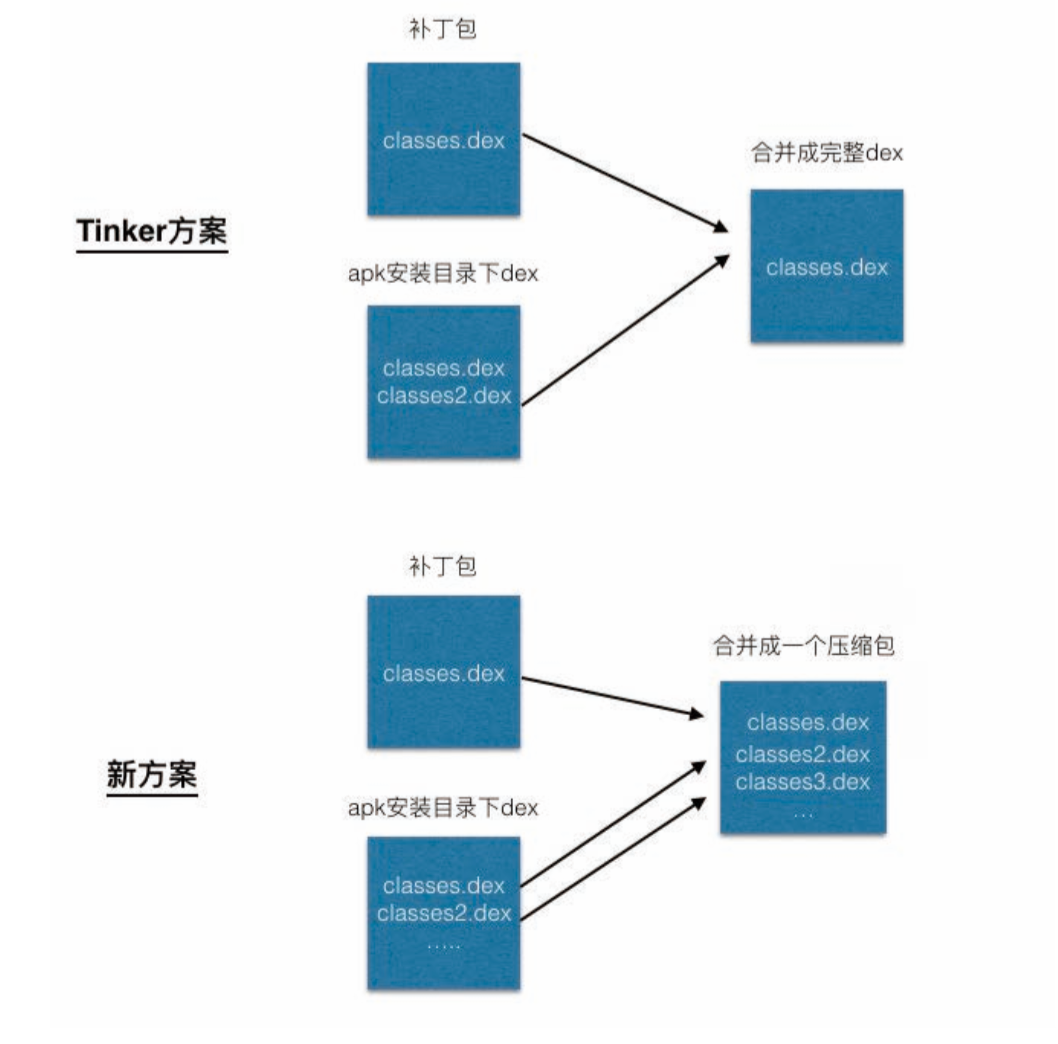 补丁包
classes.dex
合并成完整dex
classes.dex
Tinker方案
apk安装目录下dex
classes.dex
classes2.dex
补丁包
classes.dex
合并成一个压缩包
classes.dex
classes2.dex
classes3.dex
...
新方案
apk安装目录下dex
classes.dex
classes2.dex
.....